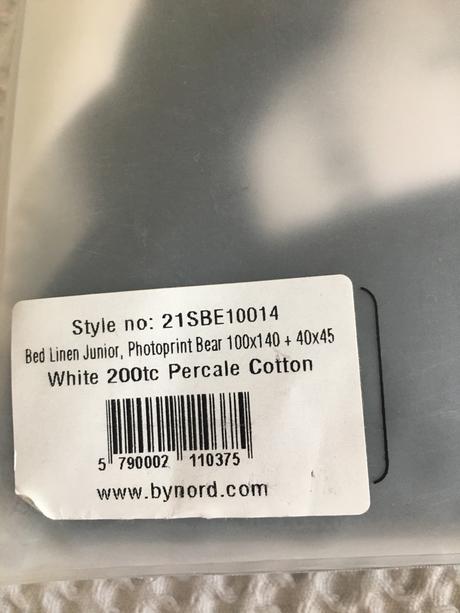 Style no: 21SBE10014
Bed Linen Junior, Photoprint Bear 100x140 + 40x45
White 200tc Percale Cotton
5 790002 110375
www.bynord.com